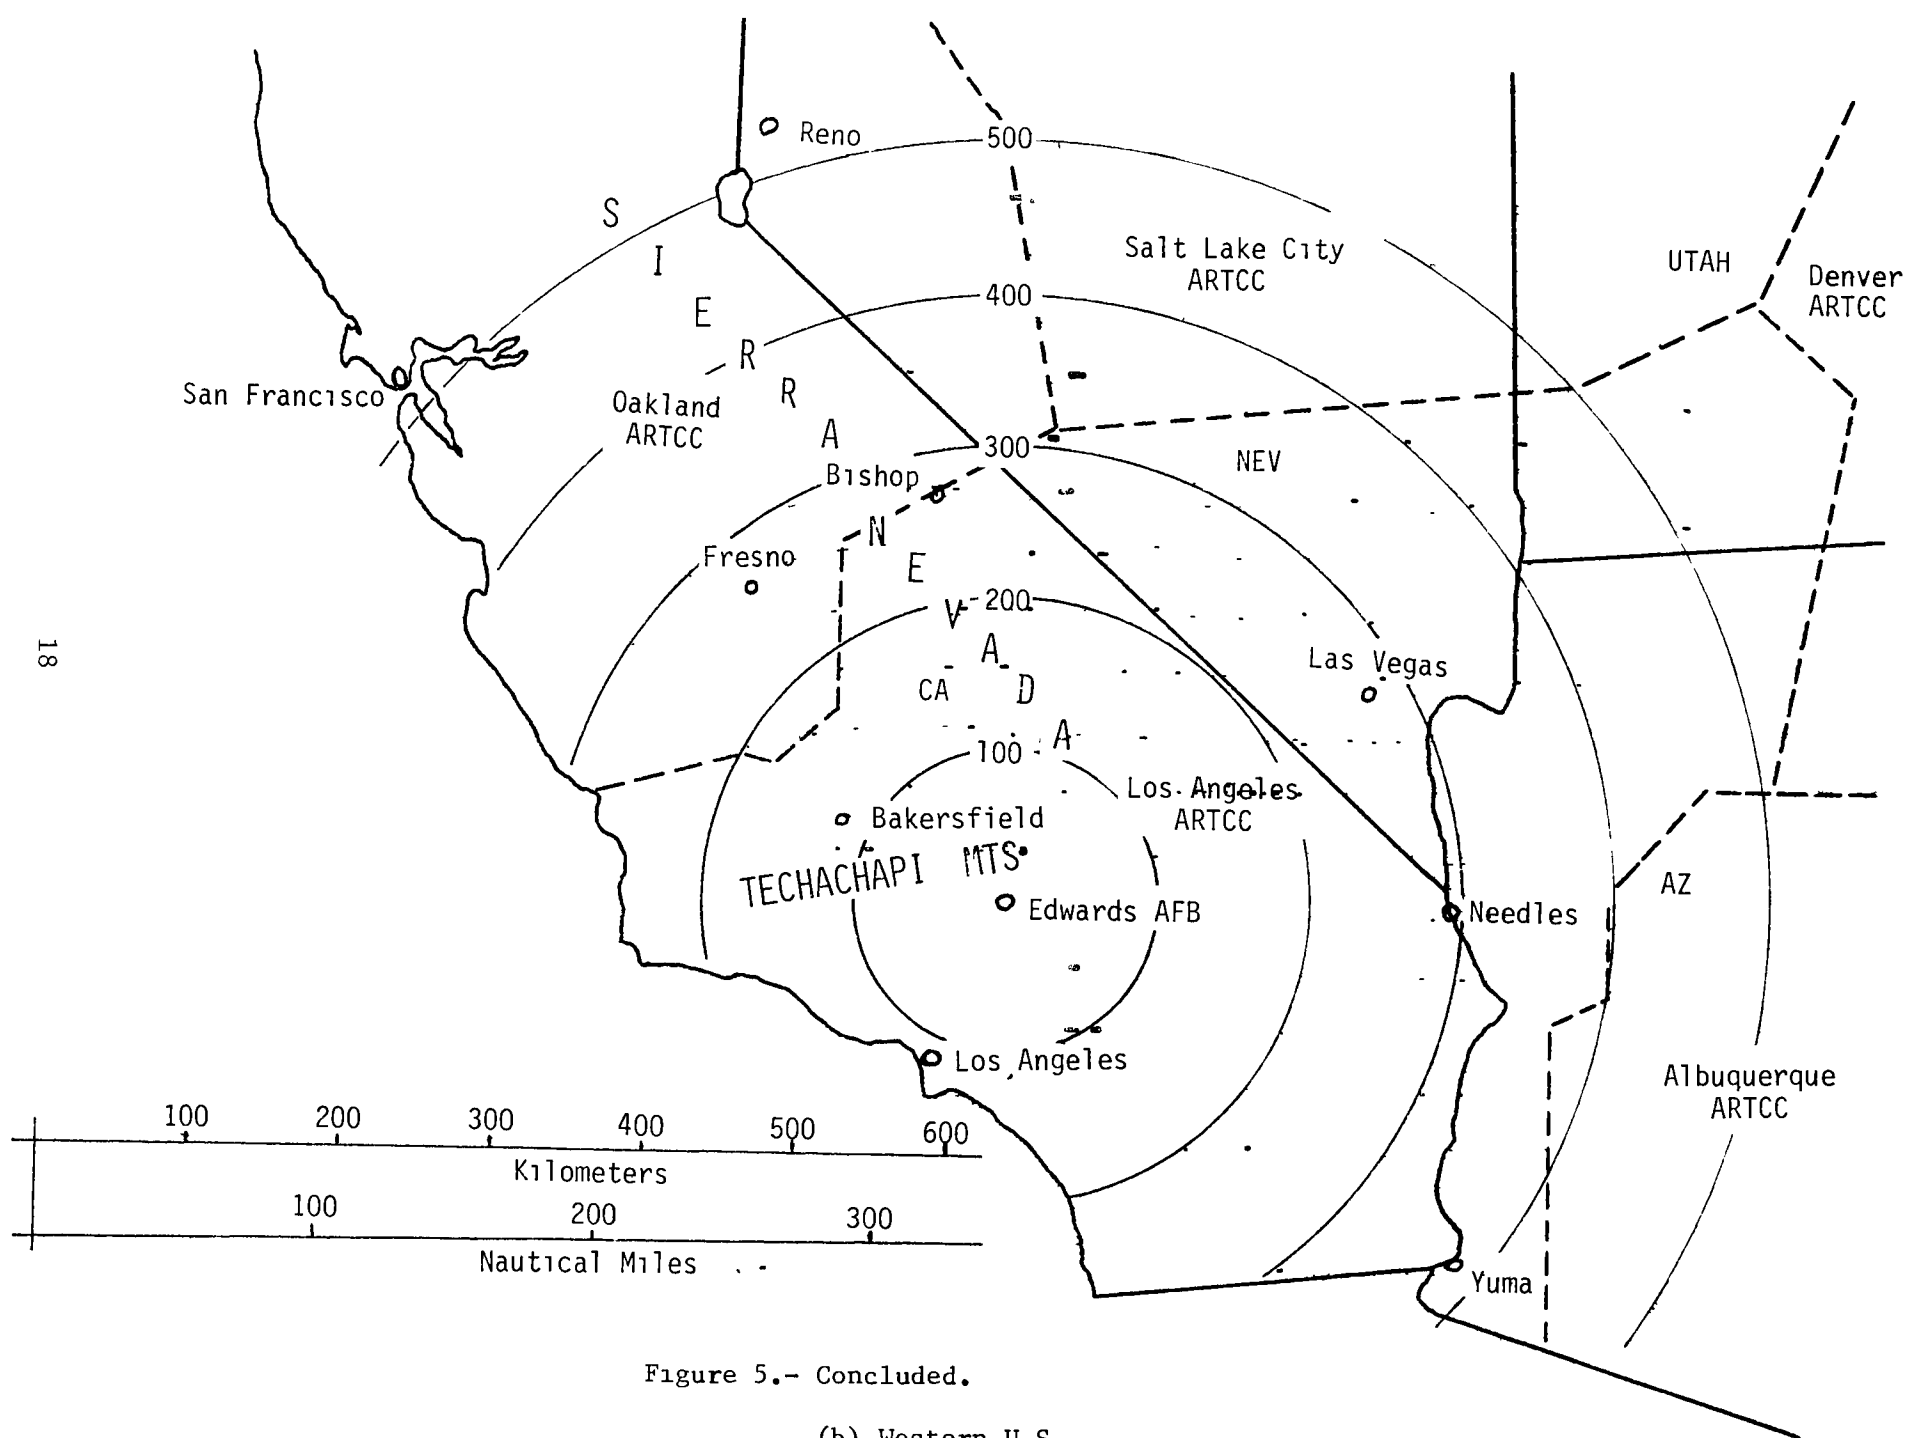 Reno
500
S
I
E
R
R
A
Salt Lake City
ARTCC
UTAH
Denver
ARTCC
400
San Francisco
Oakland
ARTCC
300
NEV
Bishop
N
E
V
A
D
A
Fresno
200
18
Las Vegas
CA
100
Los Angeles
ARTCC
Bakersfield
TECHACHAPI MTS
Edwards AFB
AZ
Needles
Los Angeles
Albuquerque
ARTCC
100 200 300 400 500 600
Kilometers
100 200 300
Nautical Miles
Yuma
Figure 5.- Concluded.
(b) Western U.S.